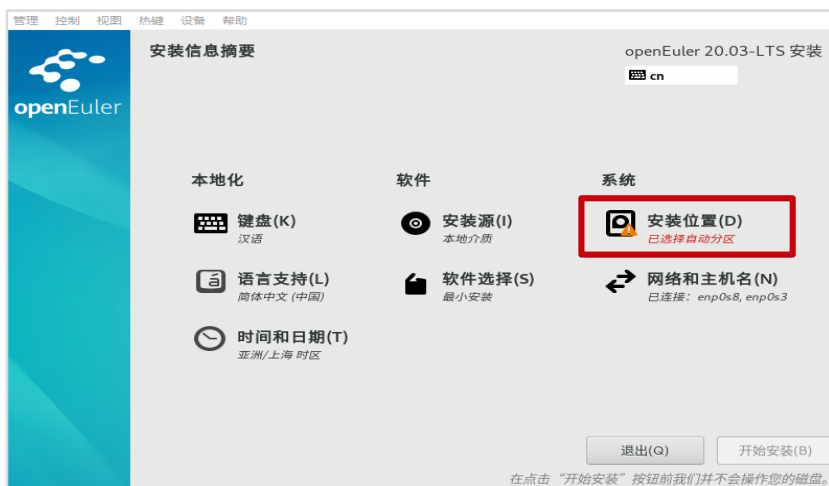 管理 控制 视图 热键 设备 帮助
安装信息摘要
openEuler 20.03-LTS 安装
cn
openEuler
本地化
软件
系统
键盘(K)
汉语
安装源(I)
本地介质
安装位置(D)
已选择自动分区
语言支持(L)
简体中文 (中国)
软件选择(S)
最小安装
网络和主机名(N)
已连接：enp0s8, enp0s3
时间和日期(T)
亚洲/上海 时区
退出(Q)
开始安装(B)
在点击“开始安装”按钮前我们并不会操作您的磁盘。